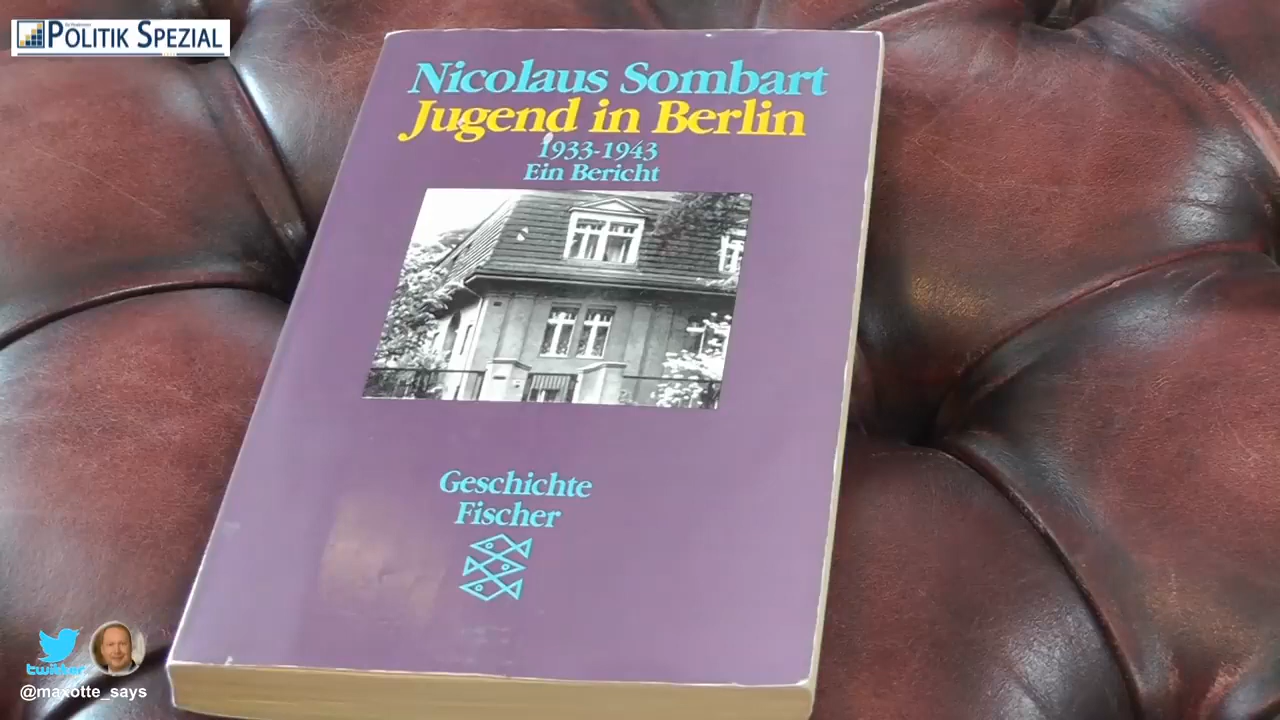 POLITIK SPEZIAL
Nicolaus Sombart
Jugend in Berlin
1933-1943
Ein Bericht
Geschichte
Fischer
twitter
@maxotte_says